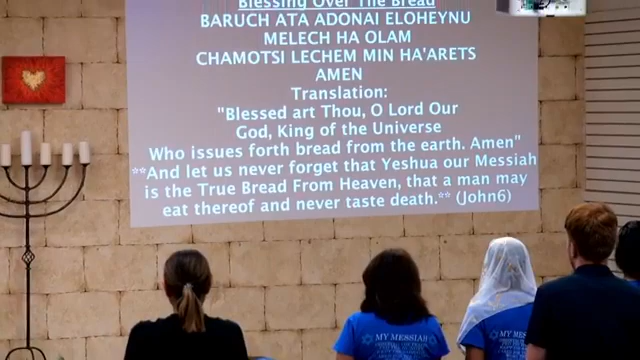 Blessing Over The Bread
BARUCH ATA ADONAI ELOHEYNU
MELECH HA OLAM
CHAMOTSI LECHEM MIN HA'ARETS
AMEN
Translation:
"Blessed art Thou, O Lord Our
God, King of the Universe
Who issues forth bread from the earth. Amen"
**And let us never forget that Yeshua our Messiah
is the True Bread From Heaven, that a man may
eat thereof and never taste death.** (John6)
MY MESSIAH
MY MESSIAH